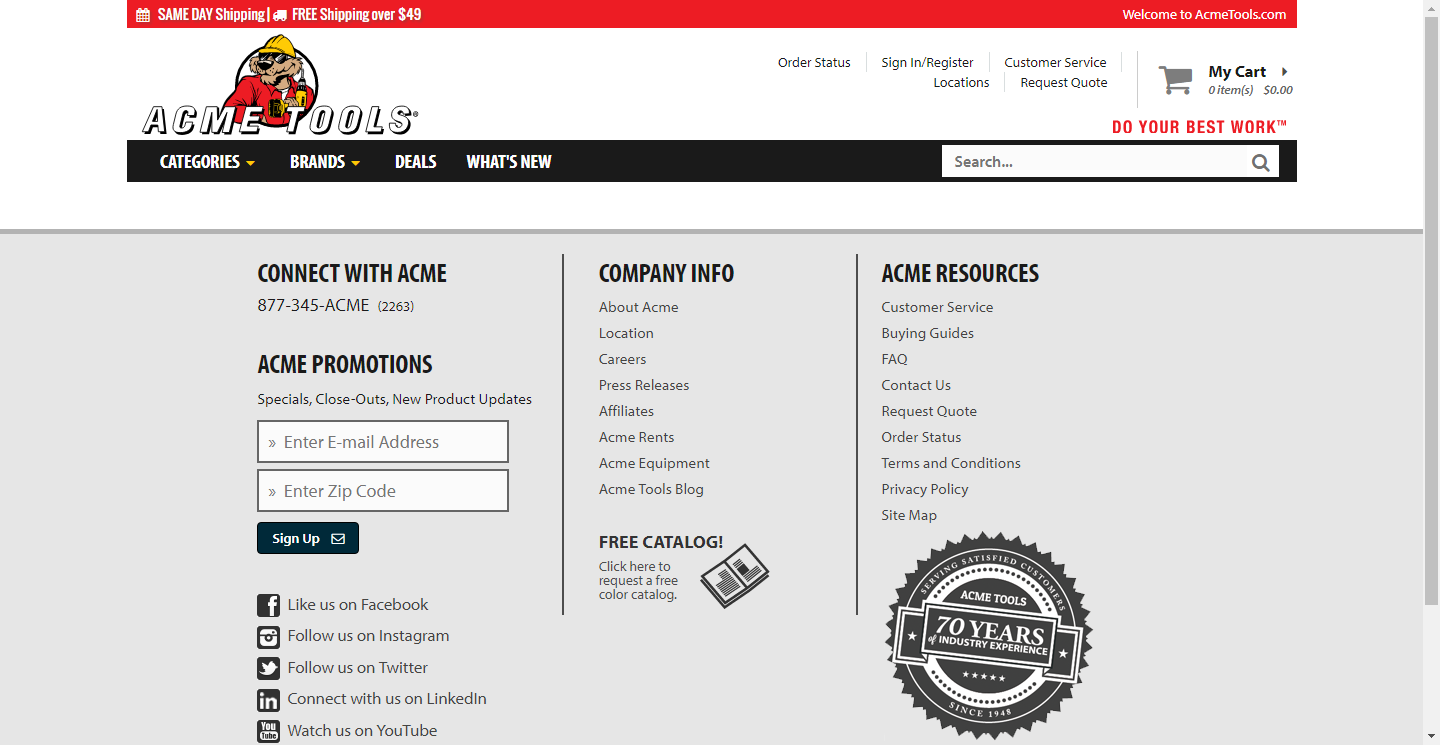 SAME DAY Shipping | FREE Shipping over $49
Welcome to AcmeTools.com
ACME TOOLS®
Order Status
Sign In/Register
Customer Service
Locations
Request Quote
My Cart
0 item(s) $0.00
DO YOUR BEST WORK™
CATEGORIES
BRANDS
DEALS
WHAT'S NEW
Search...
CONNECT WITH ACME
877-345-ACME (2263)
ACME PROMOTIONS
Specials, Close-Outs, New Product Updates
» Enter E-mail Address
» Enter Zip Code
Sign Up
Like us on Facebook
Follow us on Instagram
Follow us on Twitter
Connect with us on LinkedIn
You
Tube
Watch us on YouTube
COMPANY INFO
About Acme
Location
Careers
Press Releases
Affiliates
Acme Rents
Acme Equipment
Acme Tools Blog
FREE CATALOG!
Click here to
request a free
color catalog.
ACME RESOURCES
Customer Service
Buying Guides
FAQ
Contact Us
Request Quote
Order Status
Terms and Conditions
Privacy Policy
Site Map
SERVING SATISFIED CUSTOMERS
ACME TOOLS
70 YEARS
of INDUSTRY EXPERIENCE
SINCE 1948